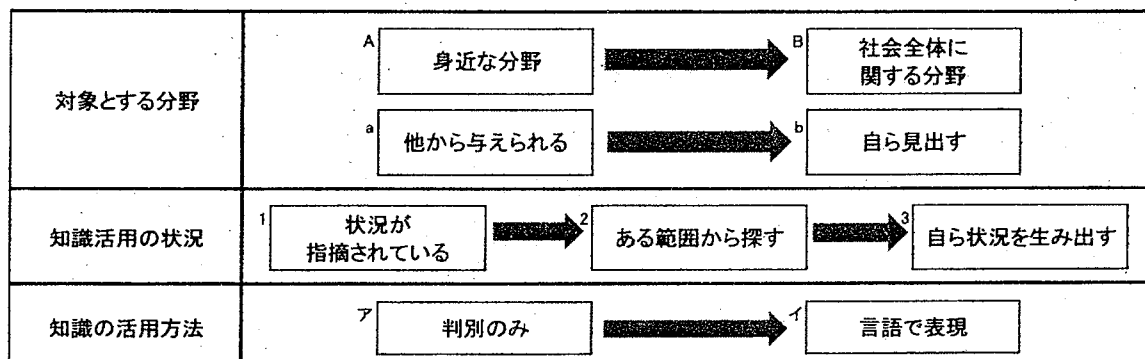 対象とする分野
A
身近な分野
B
社会全体に
関する分野
a
他から与えられる
b
自ら見出す
知識活用の状況
1
状況が
指摘されている
2
ある範囲から探す
3
自ら状況を生み出す
知識の活用方法
ア
判別のみ
イ
言語で表現